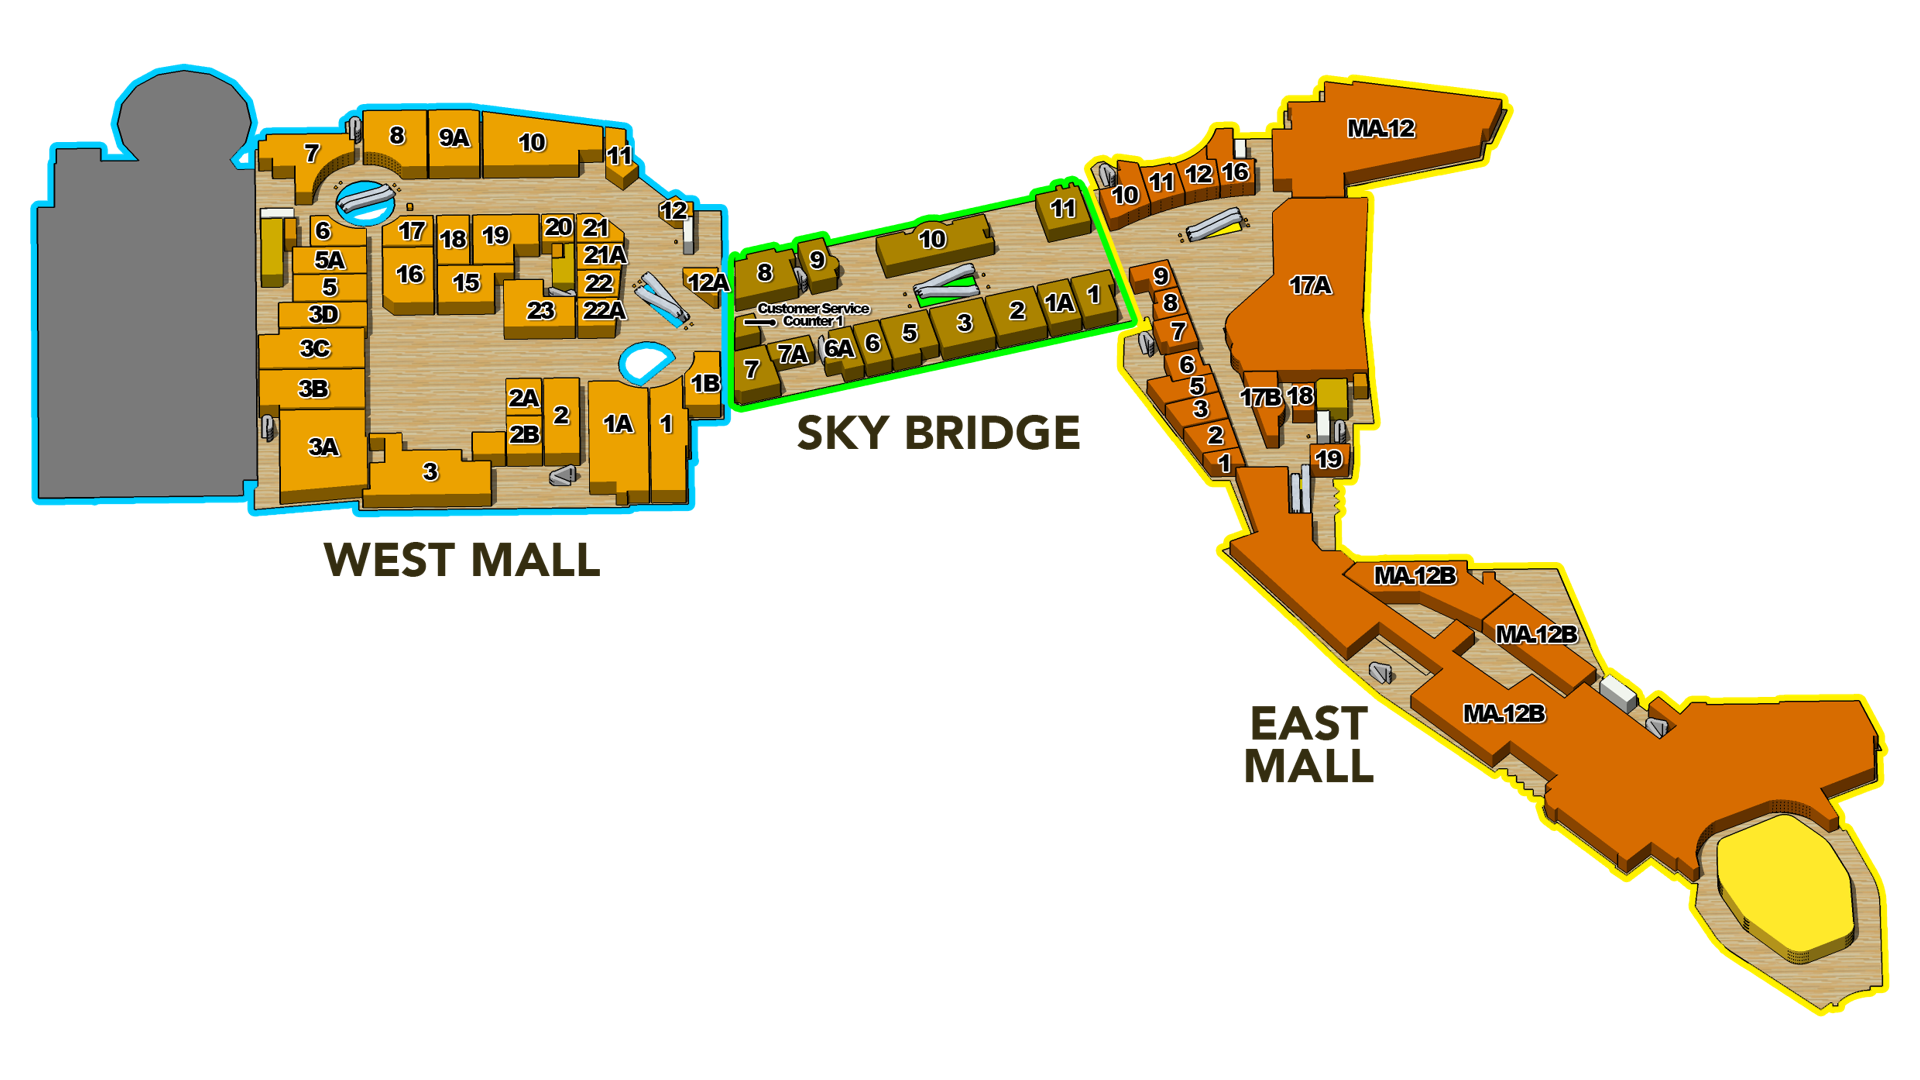 7
8
9A
10
11
12
6
17
18
19
20
21
5A
21A
16
15
22
12A
5
3D
23
22A
3C
3B
2A
2
1A
1
1B
2B
3A
3
WEST MALL
8
9
10
11
Customer Service
Counter 1
7
7A
6A
6
5
3
2
1A
1
SKY BRIDGE
MA.12
10
11
12
16
9
8
7
6
5
3
2
1
17A
17B
18
19
MA.12B
MA.12B
MA.12B
EAST
MALL